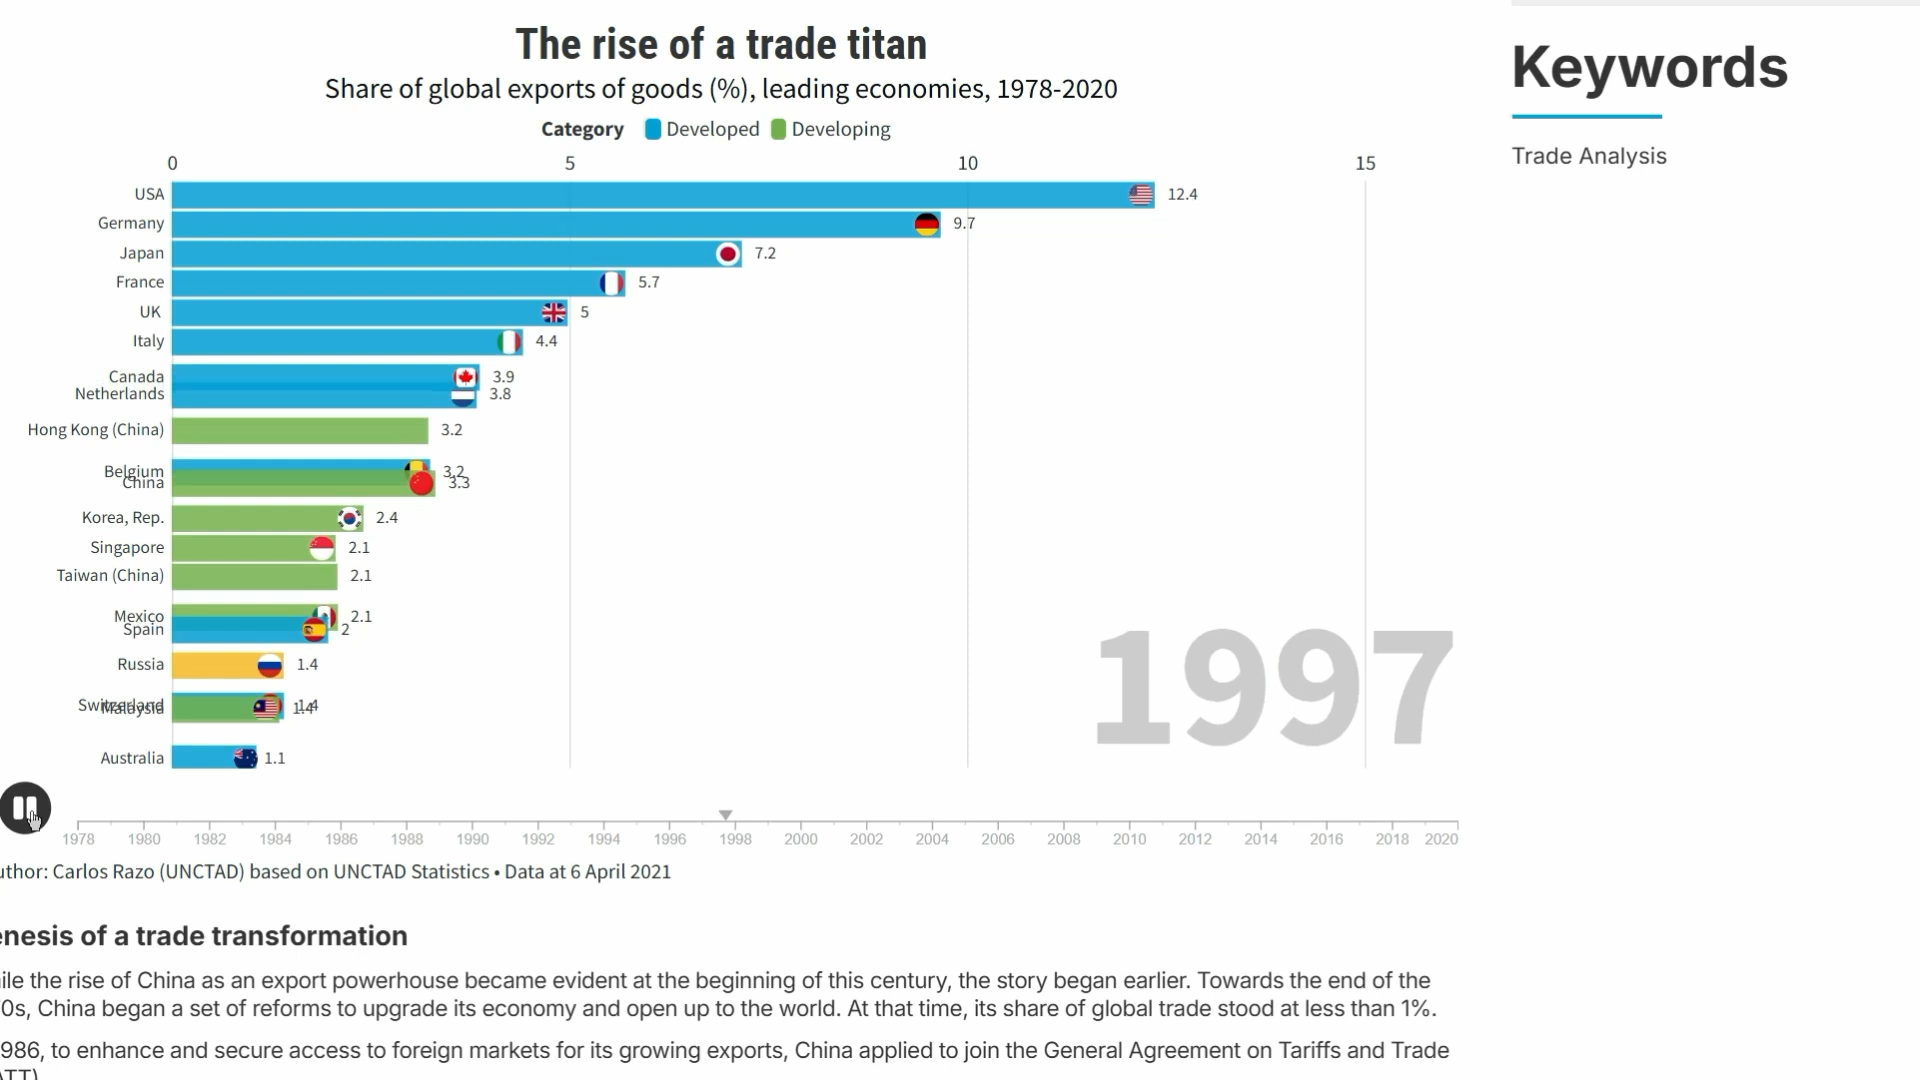 The rise of a trade titan
Share of global exports of goods (%), leading economies, 1978-2020
Category Developed Developing
0 5 10 15
USA 12.4
Germany 9.7
Japan 7.2
France 5.7
UK 5
Italy 4.4
Canada 3.9
Netherlands 3.8
Hong Kong (China) 3.2
Belgium 3.2
China 3.3
Korea, Rep. 2.4
Singapore 2.1
Taiwan (China) 2.1
Mexico 2.1
Spain 2
Russia 1.4
Switzerland 1.4
Malaysia 1.4
Australia 1.1
1997
1978 1980 1982 1984 1986 1988 1990 1992 1994 1996 1998 2000 2002 2004 2006 2008 2010 2012 2014 2016 2018 2020
uthor: Carlos Razo (UNCTAD) based on UNCTAD Statistics • Data at 6 April 2021
enesis of a trade transformation
ile the rise of China as an export powerhouse became evident at the beginning of this century, the story began earlier. Towards the end of the
0s, China began a set of reforms to upgrade its economy and open up to the world. At that time, its share of global trade stood at less than 1%.
986, to enhance and secure access to foreign markets for its growing exports, China applied to join the General Agreement on Tariffs and Trade
ATT)
Keywords
Trade Analysis